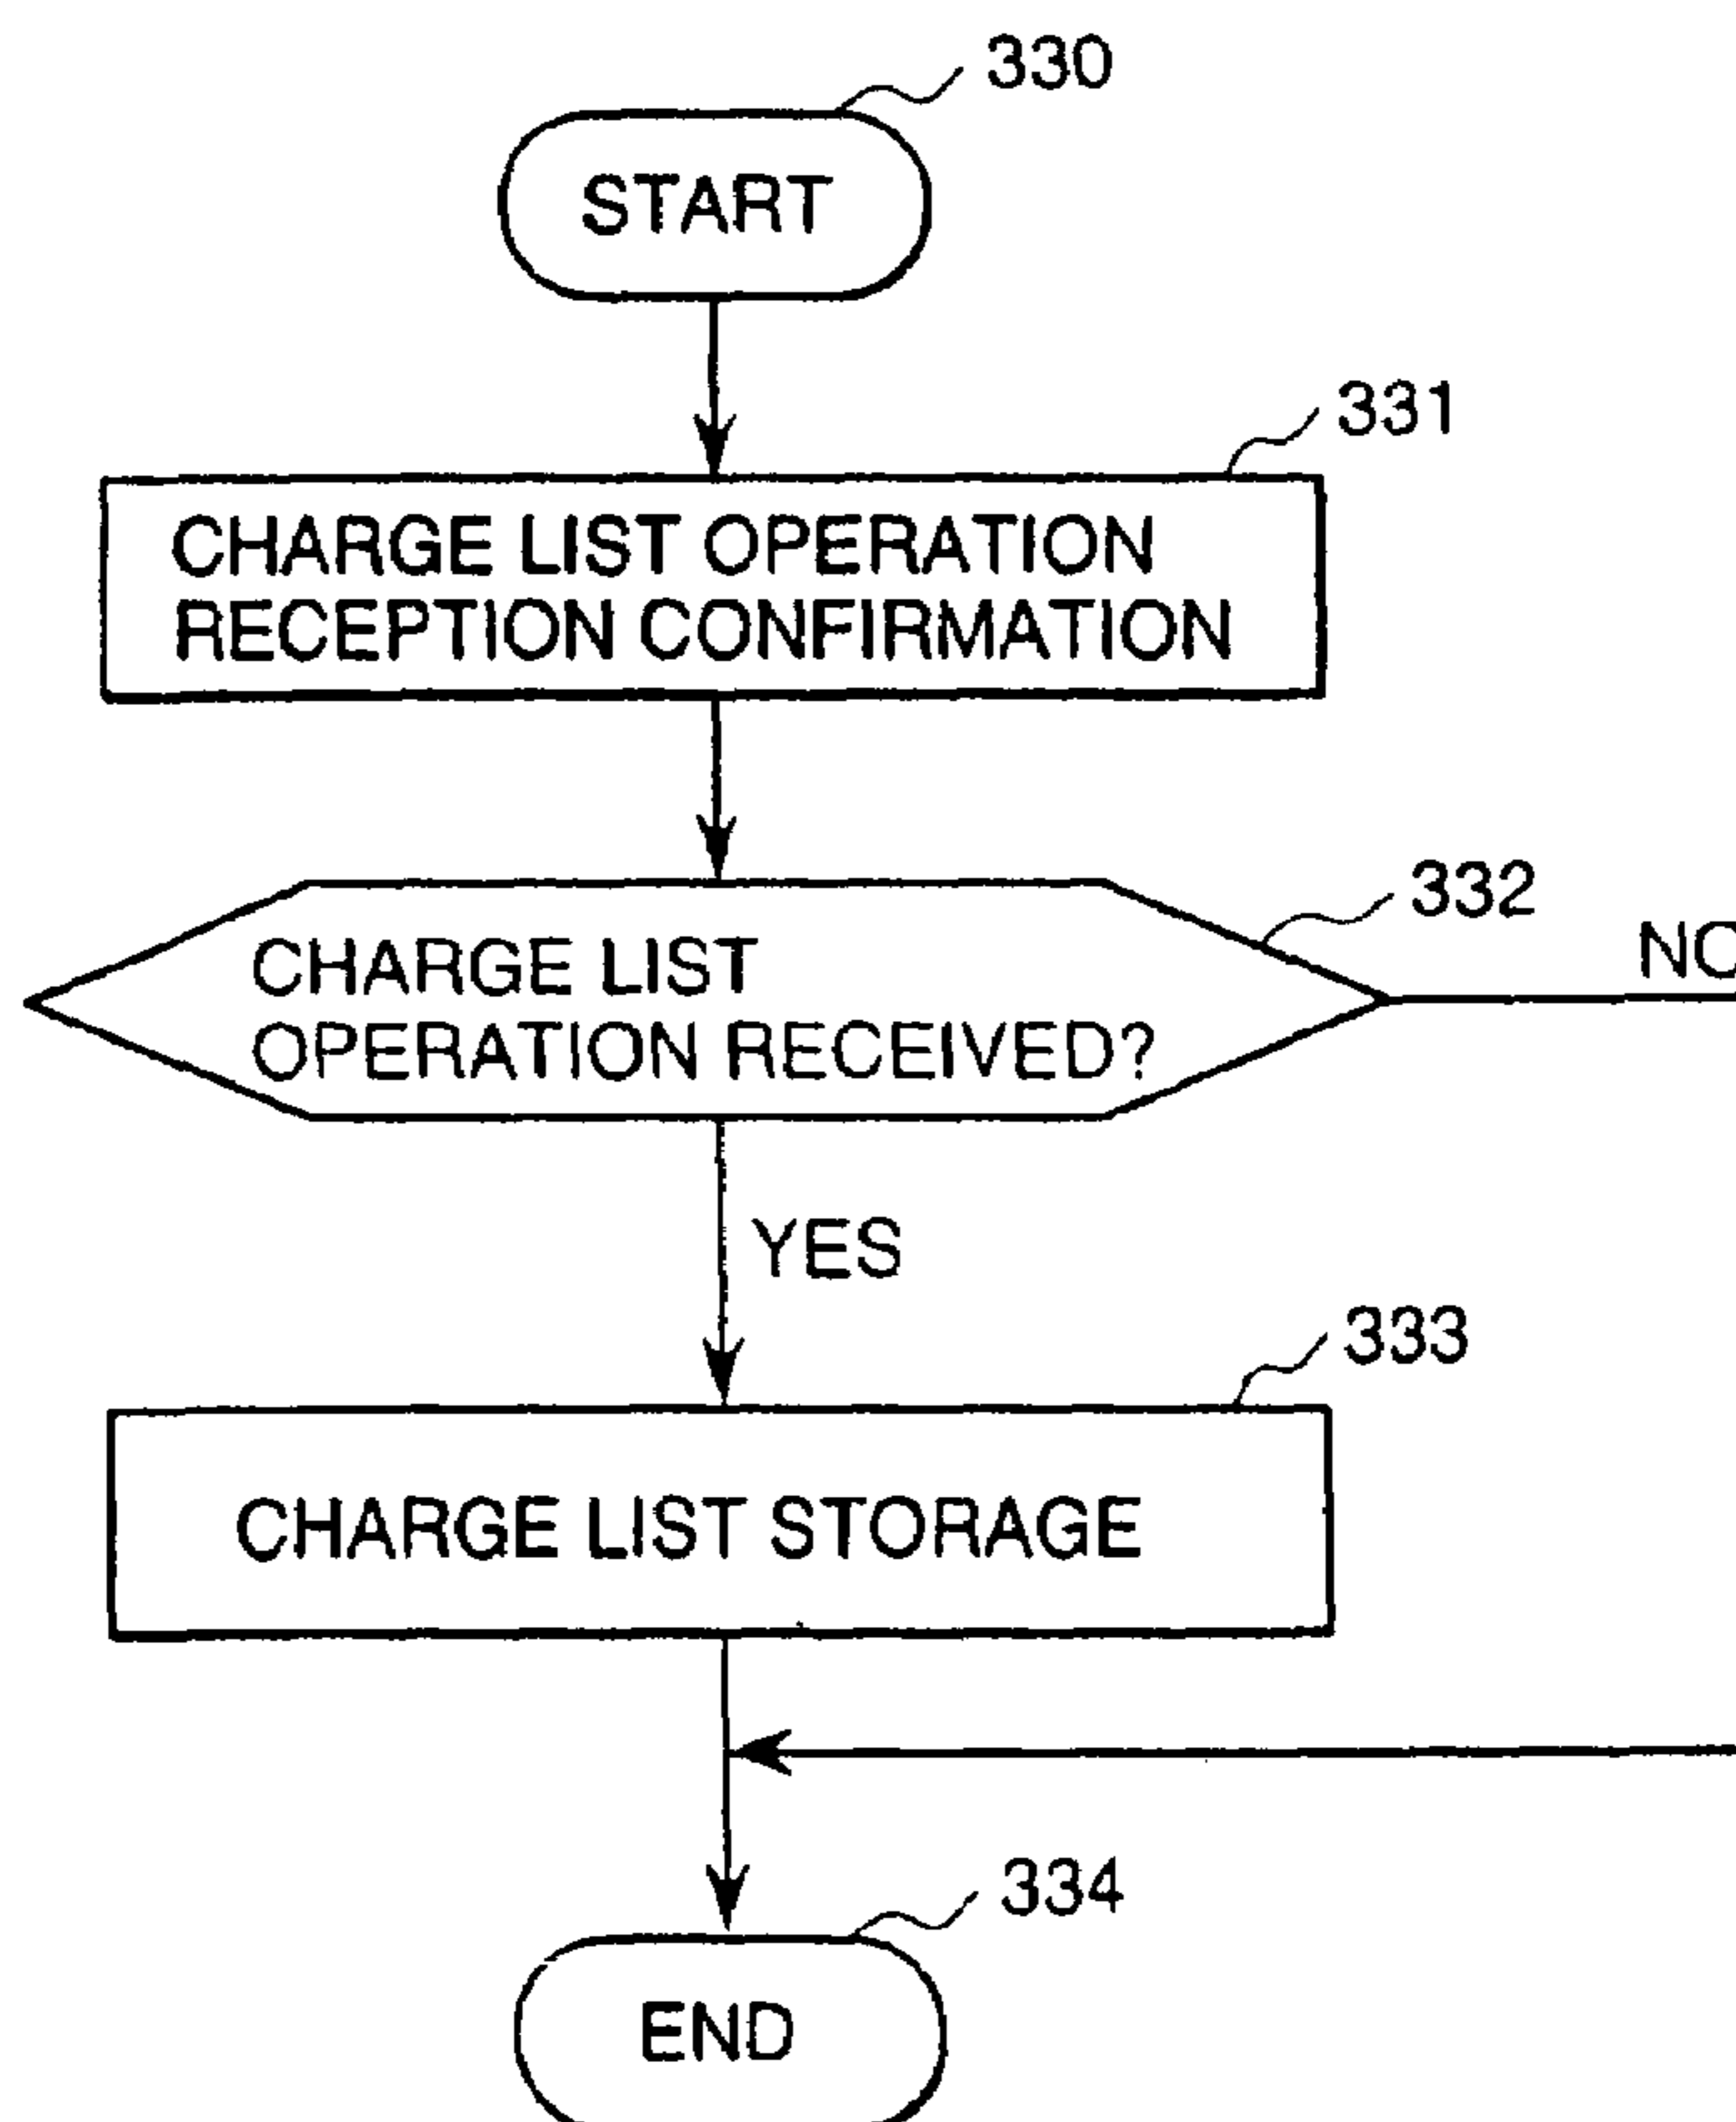 330
START
331
CHARGE LIST OPERATION
RECEPTION CONFIRMATION
332
CHARGE LIST
OPERATION RECEIVED?
NO
YES
333
CHARGE LIST STORAGE
334
END